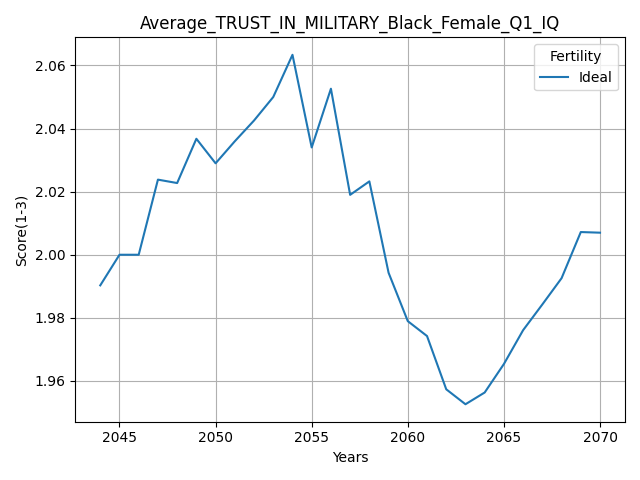 Average_TRUST_IN_MILITARY_Black_Female_Q1_IQ
Fertility
Ideal
2.06
2.04
2.02
2.00
1.98
1.96
Score(1-3)
2045 2050 2055 2060 2065 2070
Years